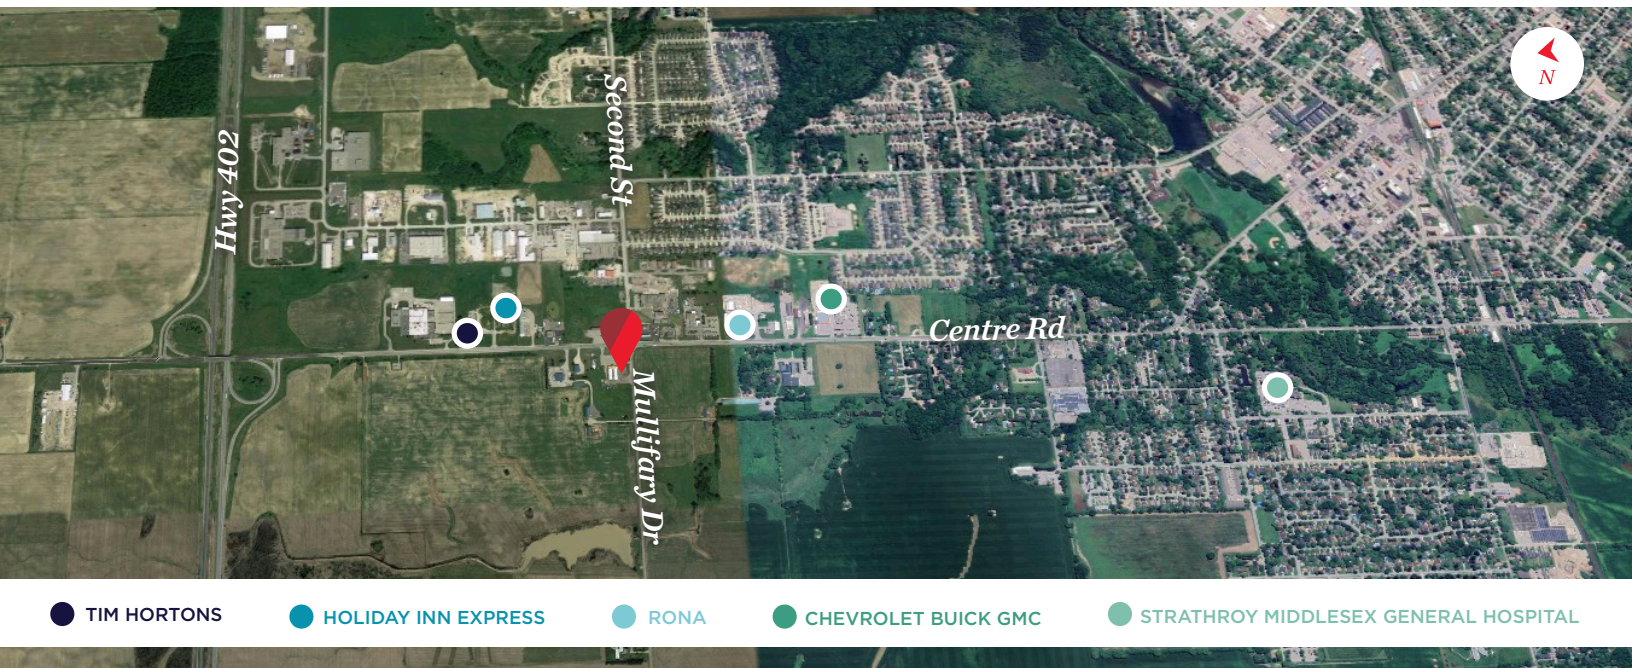 N
Second St
Hwy 402
Centre Rd
Mullifary Dr
TIM HORTONS
HOLIDAY INN EXPRESS
RONA
CHEVROLET BUICK GMC
STRATHROY MIDDLESEX GENERAL HOSPITAL